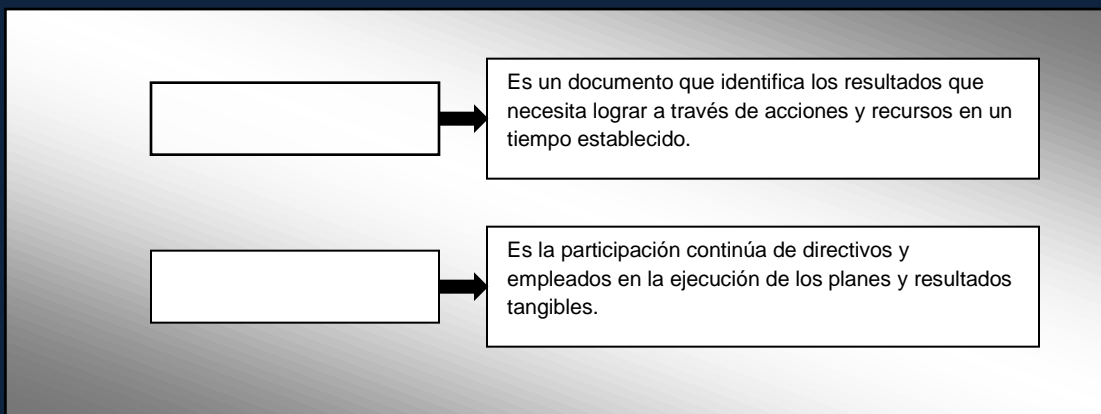 Es un documento que identifica los resultados que
necesita lograr a través de acciones y recursos en un
tiempo establecido.
Es la participación continúa de directivos y
empleados en la ejecución de los planes y resultados
tangibles.